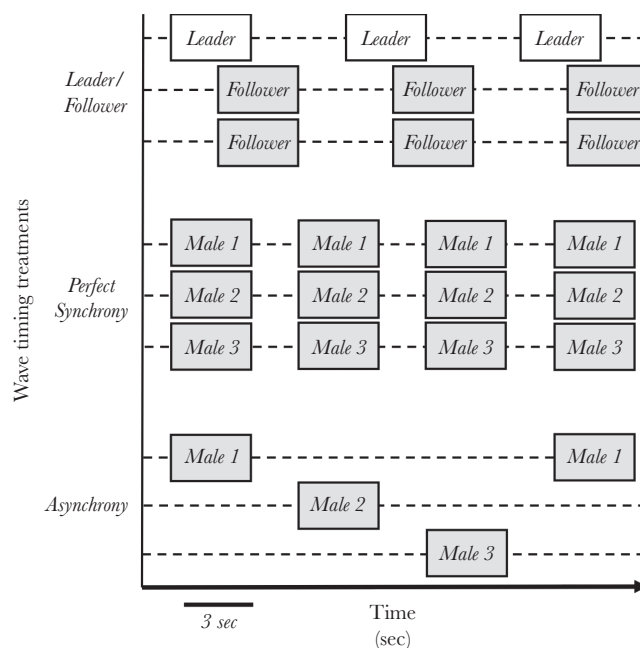 Leader Leader Leader
Leader/
Follower
Follower Follower Follower
Follower Follower Follower
Wave timing treatments
Perfect
Synchrony
Male 1 Male 1 Male 1 Male 1
Male 2 Male 2 Male 2 Male 2
Male 3 Male 3 Male 3 Male 3
Asynchrony
Male 1 Male 1
Male 2
Male 3
3 sec
Time
(sec)